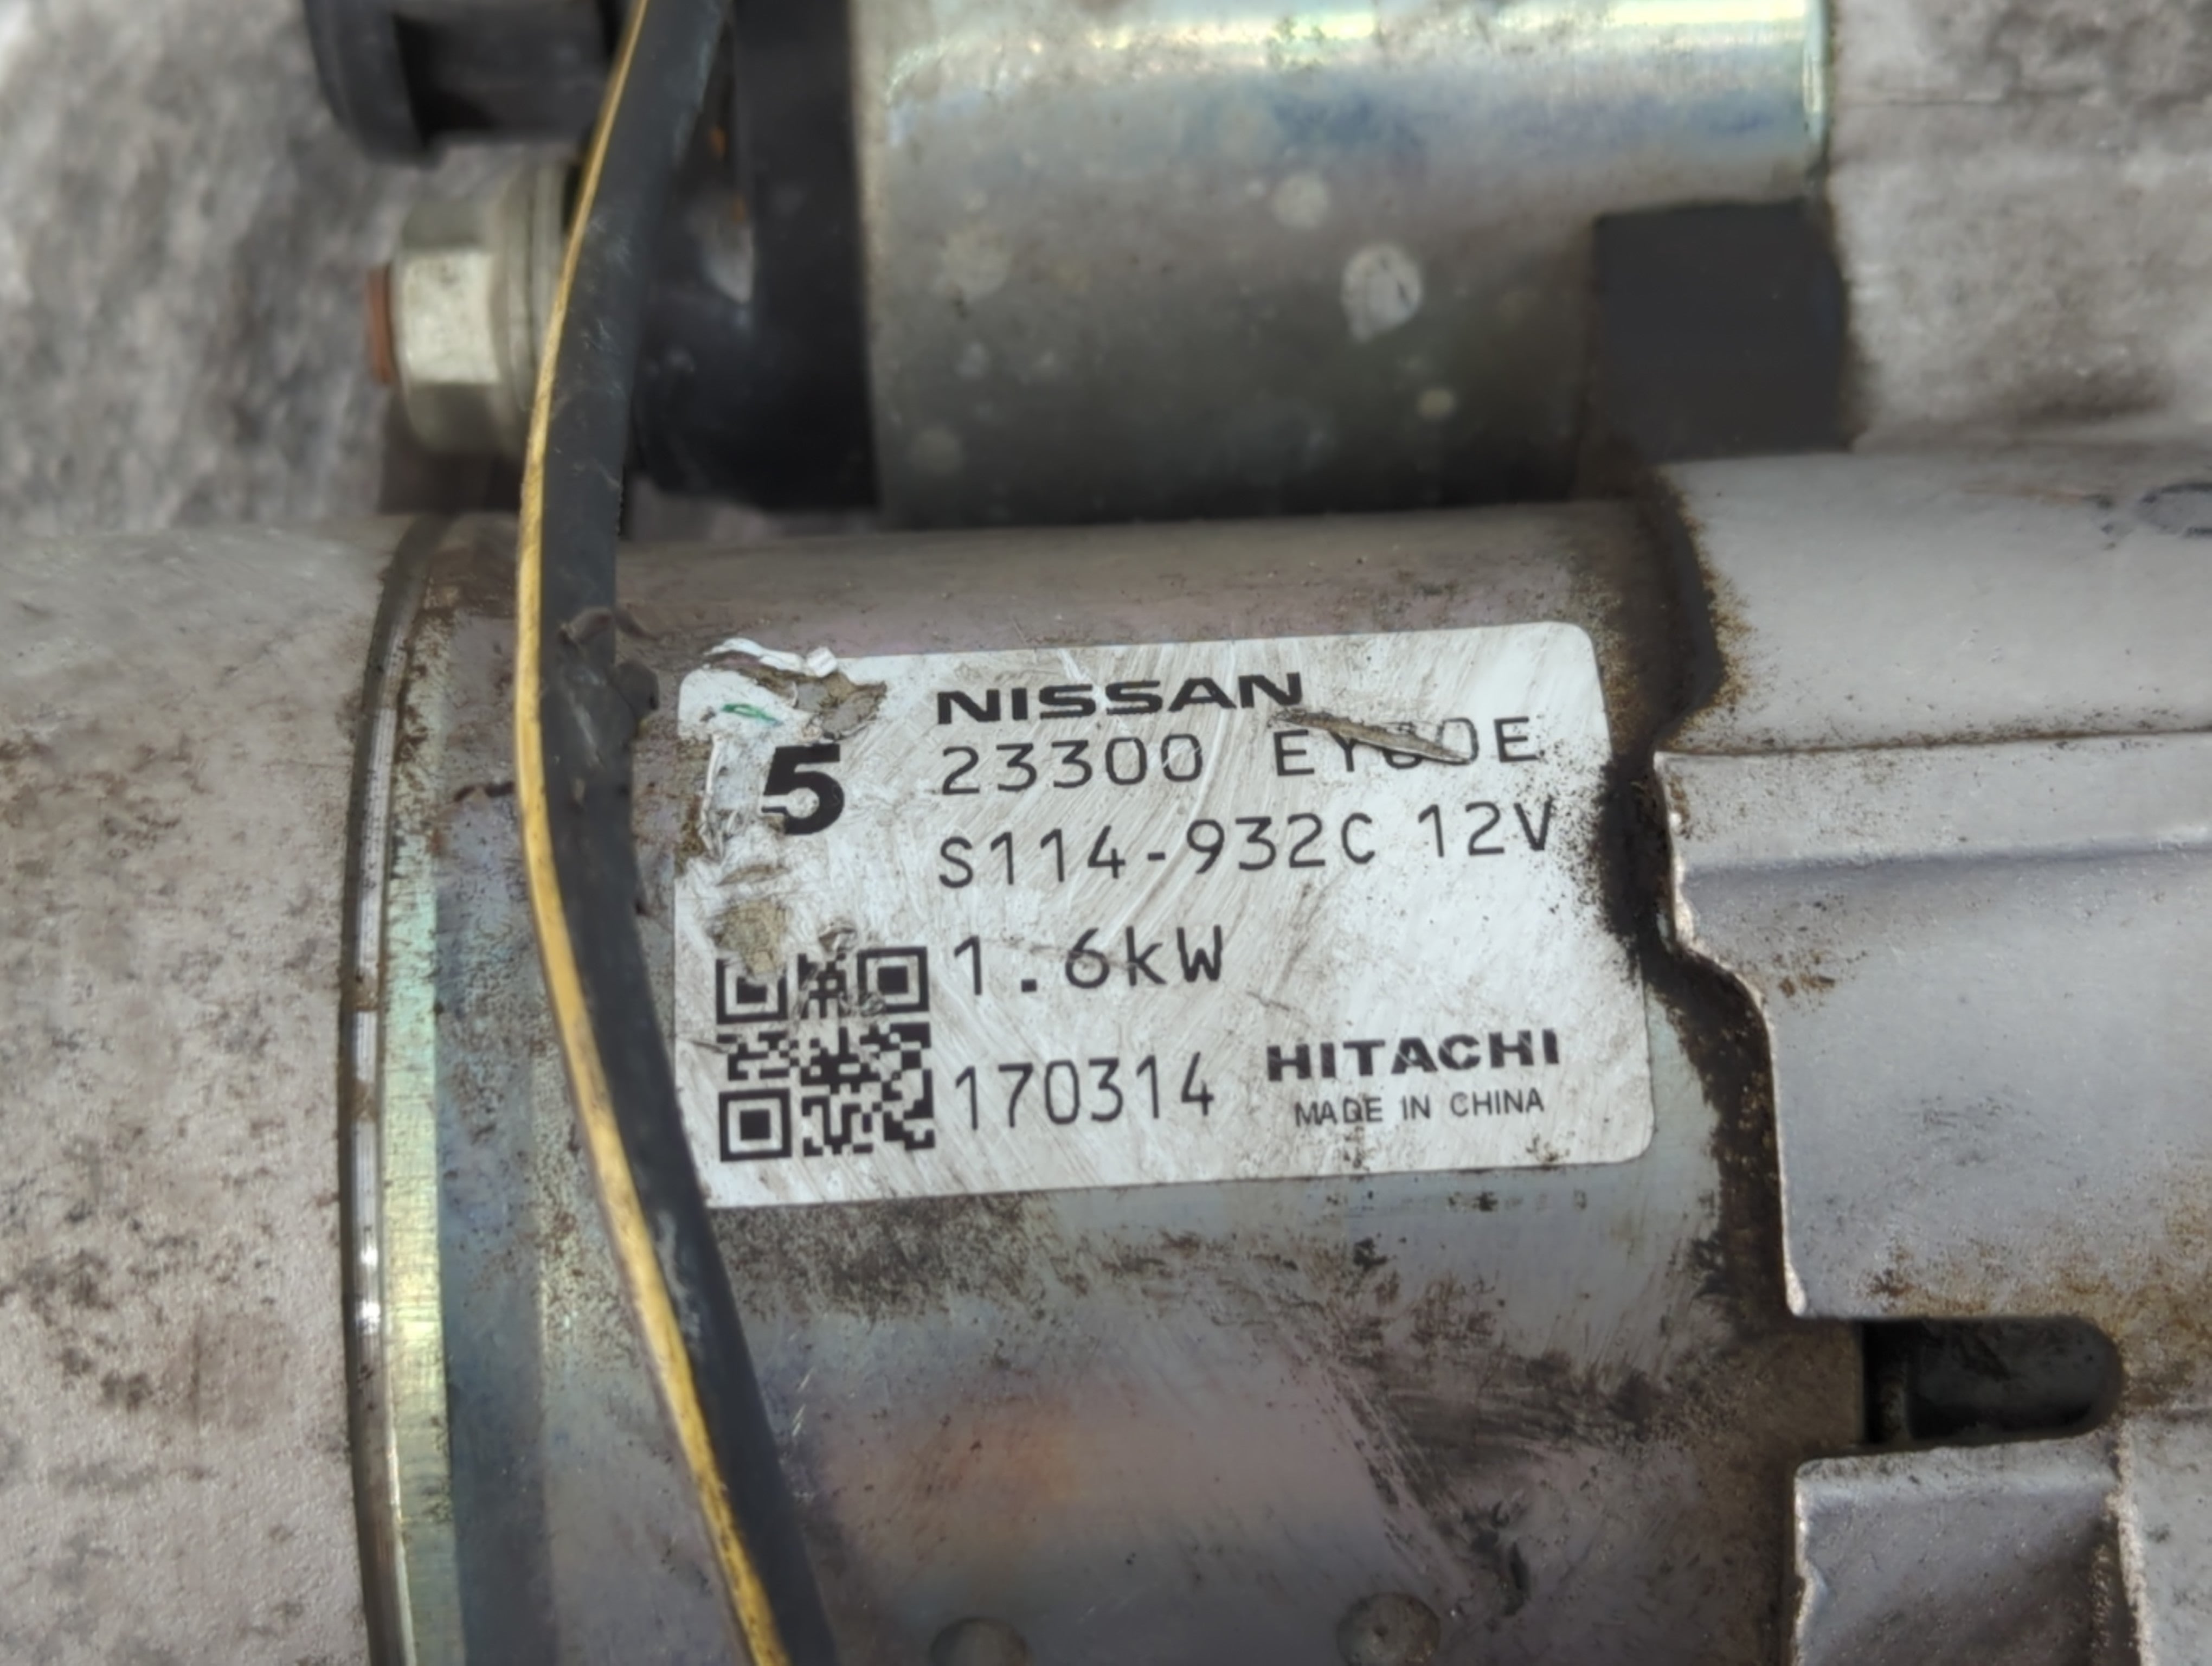 NISSAN
5
23300
S114-932C 12V
1.6kW
170314
HITACHI
MADE IN CHINA